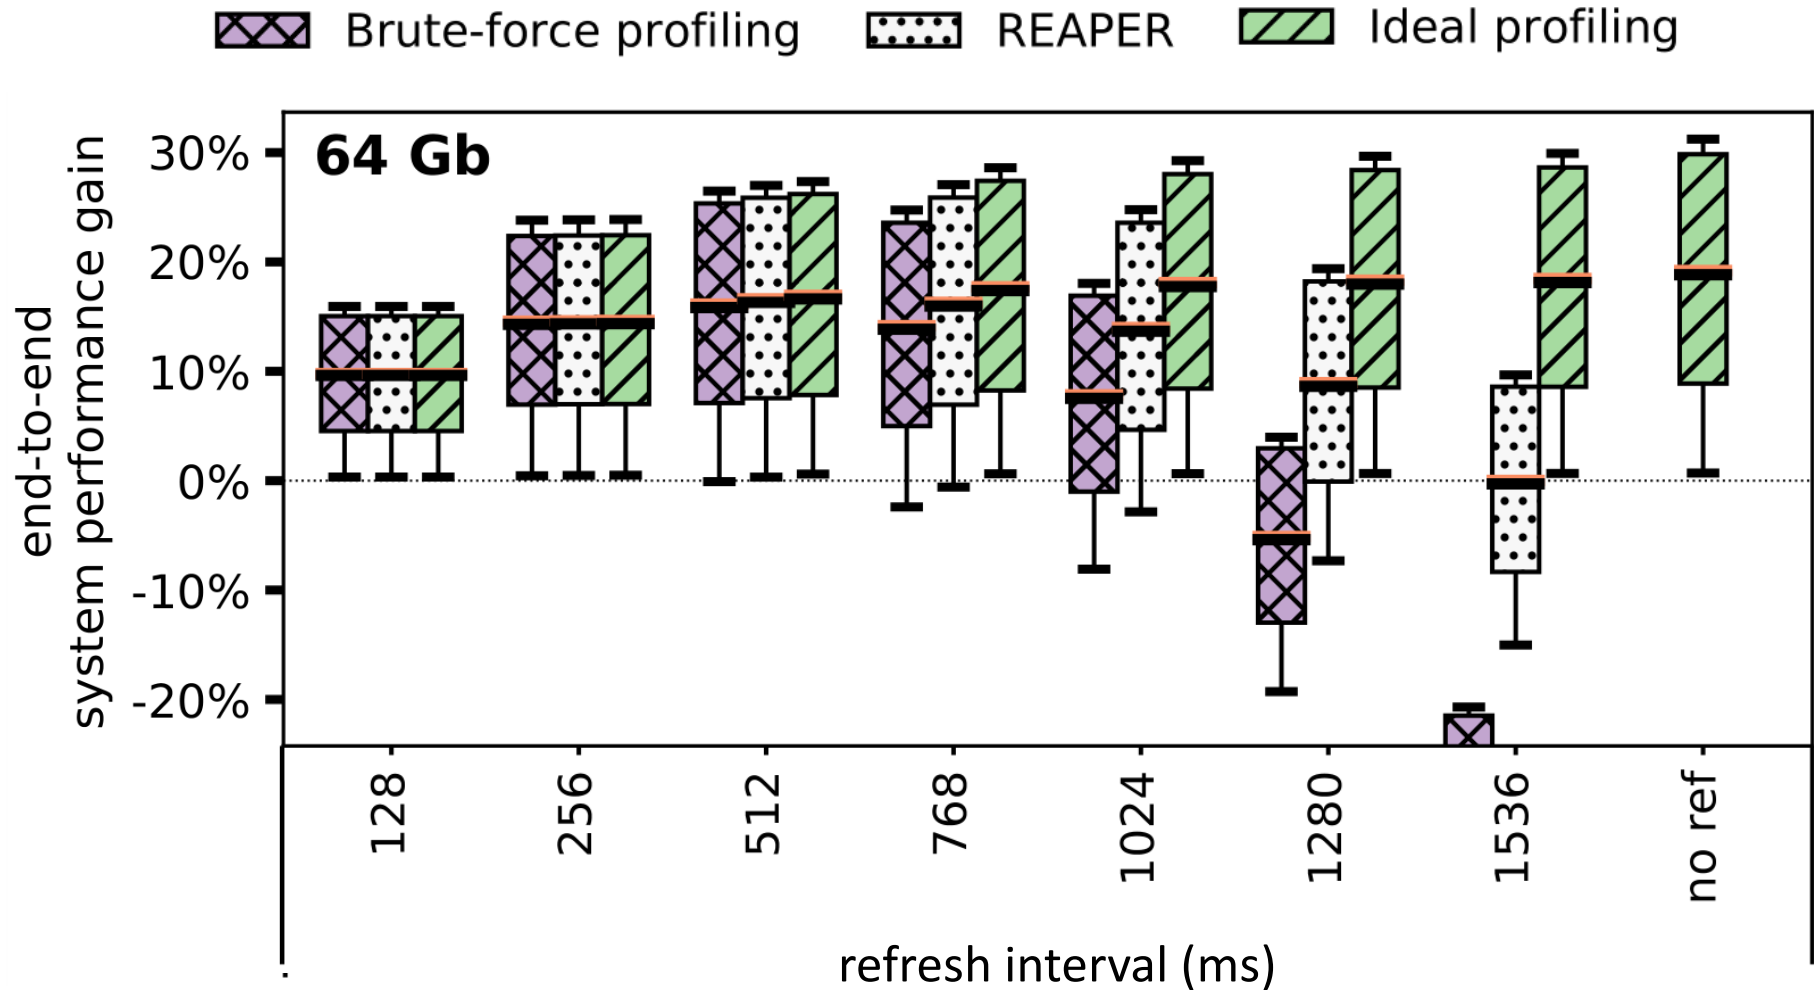 Brute-force profiling REAPER Ideal profiling
64 Gb
end-to-end
system performance gain
30%
20%
10%
0%
-10%
-20%
128 256 512 768 1024 1280 1536 no ref
refresh interval (ms)